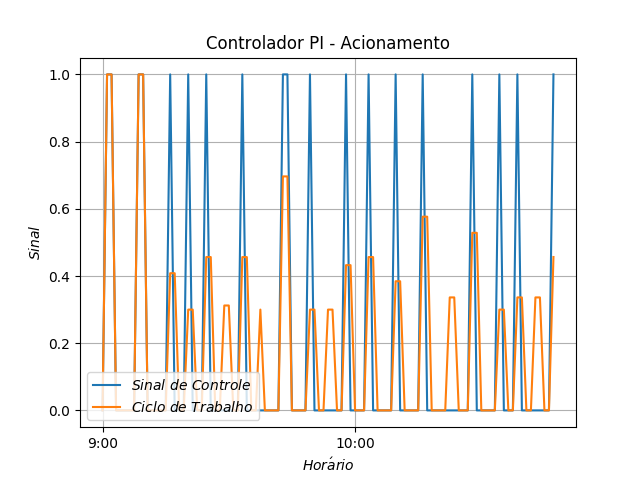 Controlador PI - Acionamento
1.0
0.8
0.6
0.4
0.2
0.0
Sinal
Sinal de Controle
Ciclo de Trabalho
9:00
10:00
Horário